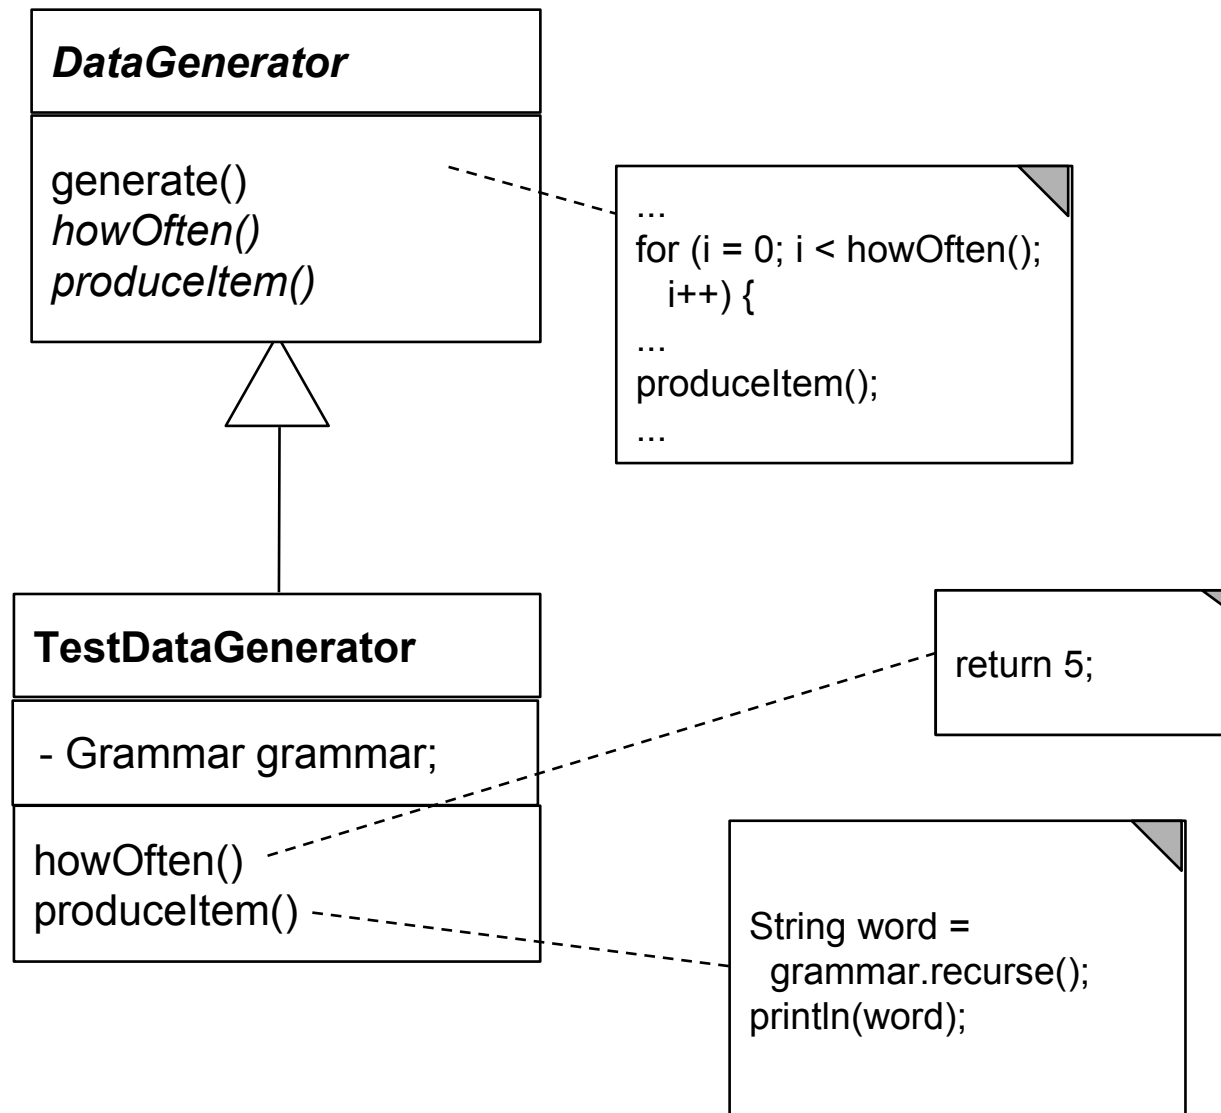 DataGenerator
generate()
howOften()
produceItem()
...
for (i = 0; i < howOften();
i++) {
...
produceItem();
...
TestDataGenerator
- Grammar grammar;
howOften()
produceItem()
return 5;
String word =
grammar.recurse();
println(word);